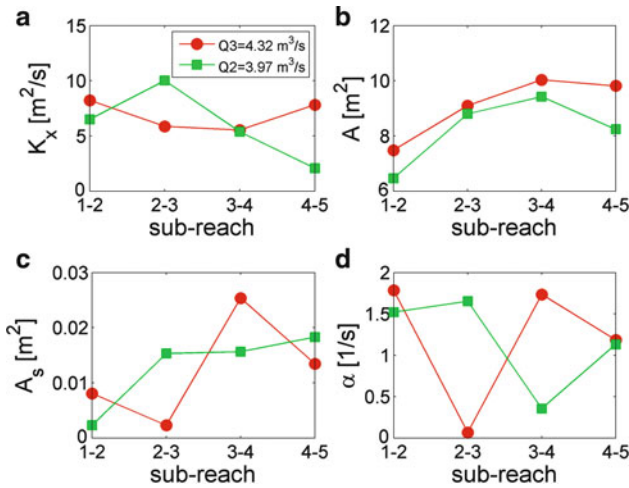 a
15
10
5
0
K_x [m^2/s]
Q3=4.32 m^3/s
Q2=3.97 m^3/s
1-2 2-3 3-4 4-5
sub-reach
b
12
10
8
6
A [m^2]
1-2 2-3 3-4 4-5
sub-reach
c
0.03
0.02
0.01
0
A_s [m^2]
1-2 2-3 3-4 4-5
sub-reach
d
2
1.5
1
0.5
0
α [1/s]
1-2 2-3 3-4 4-5
sub-reach